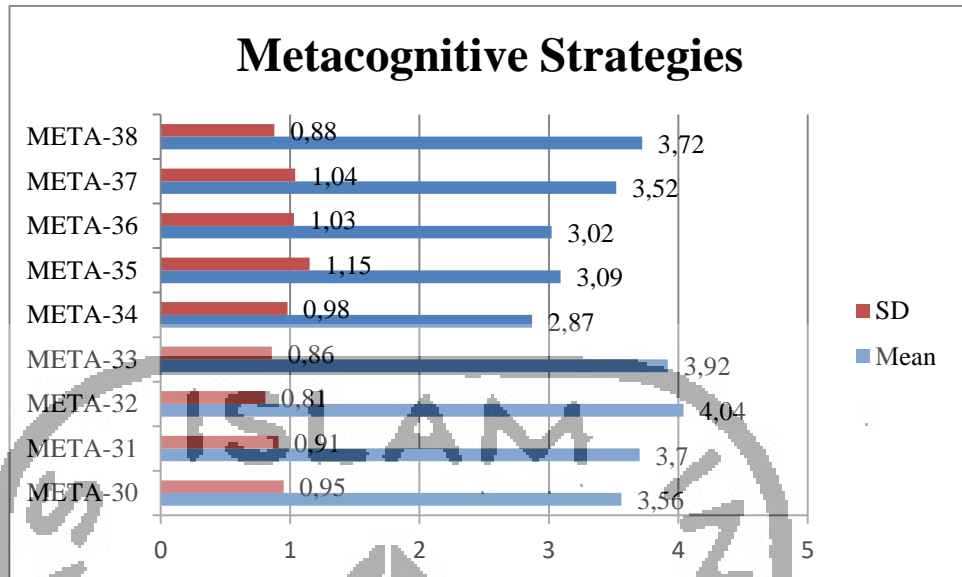 Metacognitive Strategies
META-38 0,88 3,72
META-37 1,04 3,52
META-36 1,03 3,02
META-35 1,15 3,09
META-34 0,98 2,87
META-33 0,86 3,92
META-32 0,81 4,04
META-31 0,91 3,7
META-30 0,95 3,56
0 1 2 3 4 5
SD
Mean
ISLAM